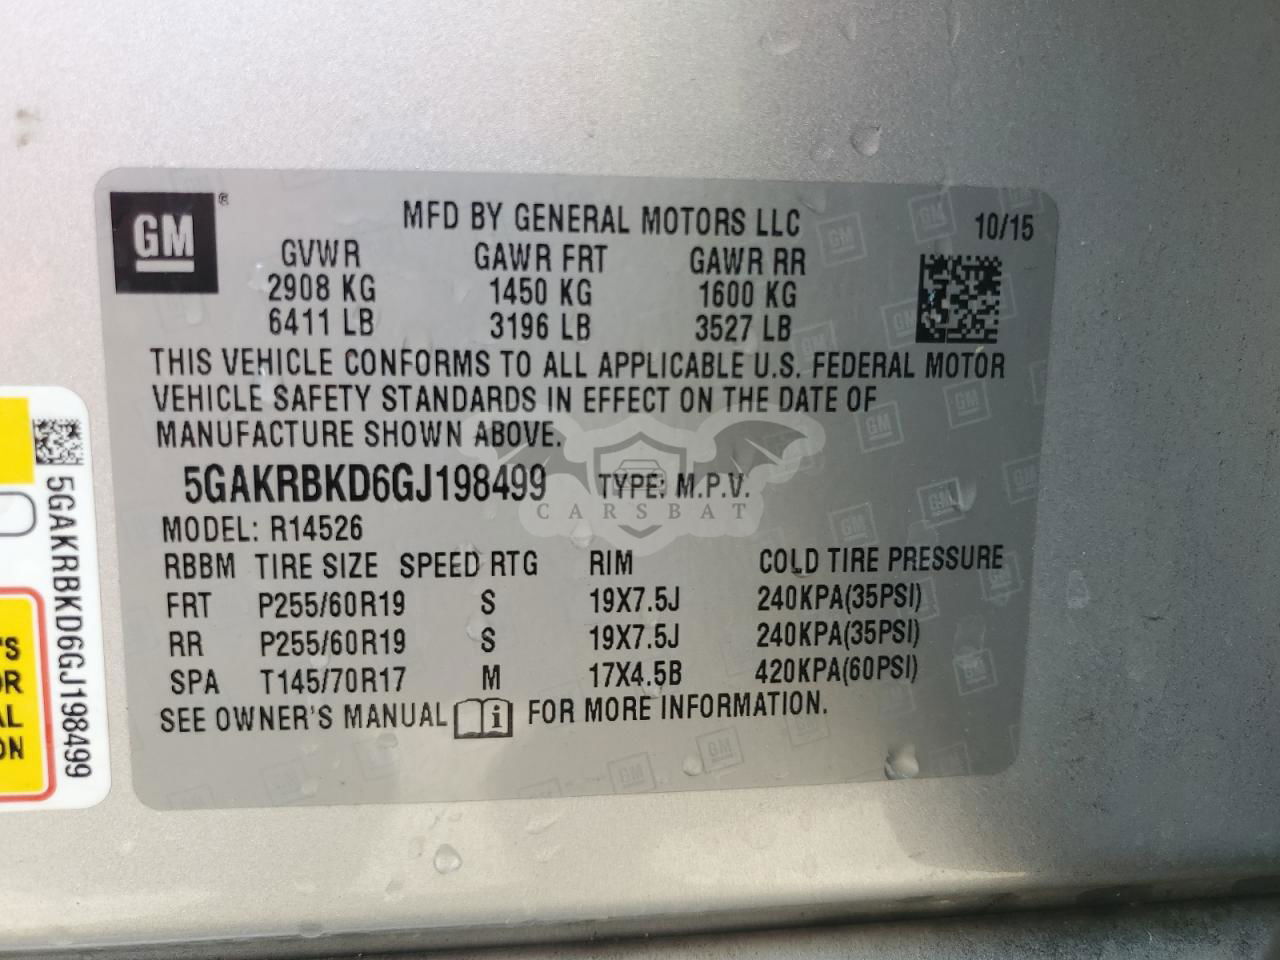 GM ®
MFD BY GENERAL MOTORS LLC 10/15
GVWR GAWR FRT GAWR RR
2908 KG 1450 KG 1600 KG
6411 LB 3196 LB 3527 LB
THIS VEHICLE CONFORMS TO ALL APPLICABLE U.S. FEDERAL MOTOR
VEHICLE SAFETY STANDARDS IN EFFECT ON THE DATE OF
MANUFACTURE SHOWN ABOVE.
5GAKRBKD6GJ198499 TYPE: M.P.V.
CARSBAT
MODEL: R14526
RBBM TIRE SIZE SPEED RTG RIM COLD TIRE PRESSURE
FRT P255/60R19 S 19X7.5J 240KPA(35PSI)
RR P255/60R19 S 19X7.5J 240KPA(35PSI)
SPA T145/70R17 M 17X4.5B 420KPA(60PSI)
SEE OWNER'S MANUAL i FOR MORE INFORMATION.
5GAKRBKD6GJ198499